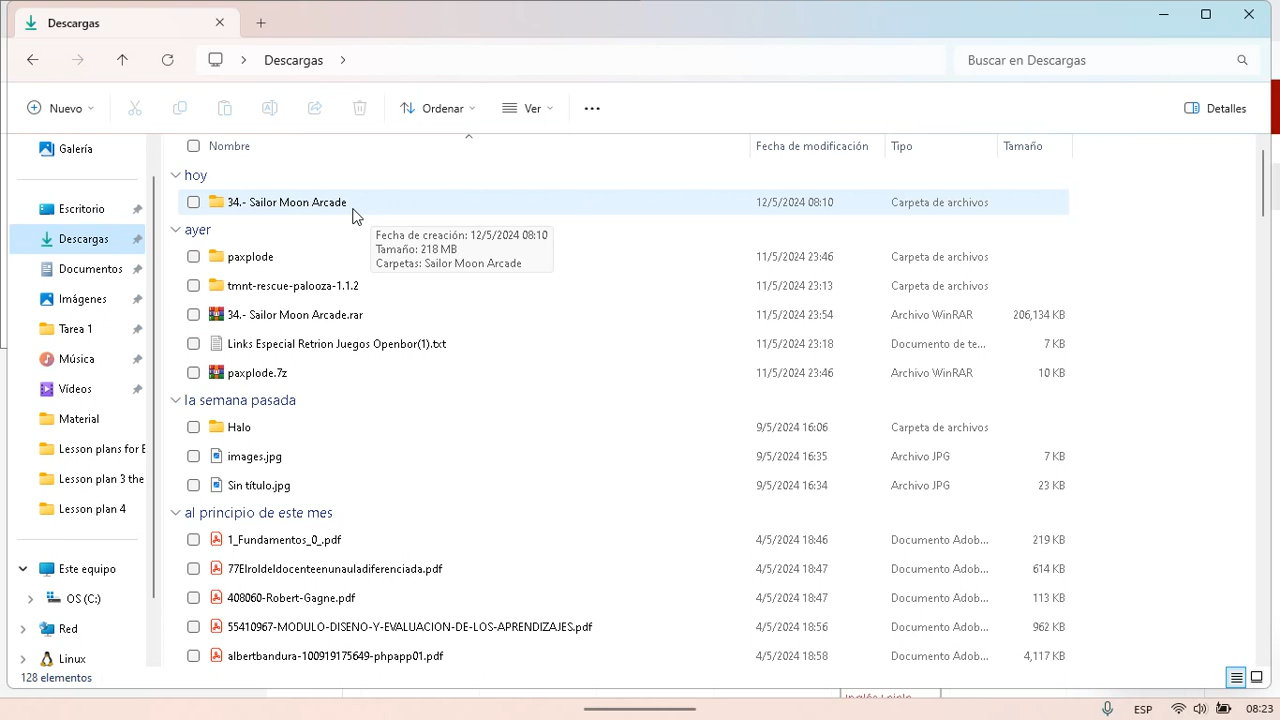 Descargas
Descargas
Buscar en Descargas
Nuevo
Ordenar
Ver
Detalles
Nombre
Fecha de modificación
Tipo
Tamaño
Galería
Escritorio
Descargas
Documentos
Imágenes
Tarea 1
Música
Vídeos
Material
Lesson plans for E
Lesson plan 3 the
Lesson plan 4
Este equipo
OS (C:)
Red
Linux
hoy
34.- Sailor Moon Arcade 12/5/2024 08:10 Carpeta de archivos
Fecha de creación: 12/5/2024 08:10
Tamaño: 218 MB
Carpetas: Sailor Moon Arcade
ayer
paxplode 11/5/2024 23:46 Carpeta de archivos
tmnt-rescue-palooza-1.1.2 11/5/2024 23:13 Carpeta de archivos
34.- Sailor Moon Arcade.rar 11/5/2024 23:54 Archivo WinRAR 206,134 KB
Links Especial Retrion Juegos Openbor(1).txt 11/5/2024 23:18 Documento de te... 7 KB
paxplode.7z 11/5/2024 23:46 Archivo WinRAR 10 KB
la semana pasada
Halo 9/5/2024 16:06 Carpeta de archivos
images.jpg 9/5/2024 16:35 Archivo JPG 7 KB
Sin título.jpg 9/5/2024 16:34 Archivo JPG 23 KB
al principio de este mes
1_Fundamentos_0_.pdf 4/5/2024 18:46 Documento Adob... 219 KB
77Elroldeldocenteenunauladiferenciada.pdf 4/5/2024 18:47 Documento Adob... 614 KB
408060-Robert-Gagne.pdf 4/5/2024 18:47 Documento Adob... 113 KB
55410967-MODULO-DISENO-Y-EVALUACION-DE-LOS-APRENDIZAJES.pdf 4/5/2024 18:56 Documento Adob... 962 KB
albertbandura-100919175649-phpapp01.pdf 4/5/2024 18:58 Documento Adob... 4,117 KB
128 elementos
ESP
08:23